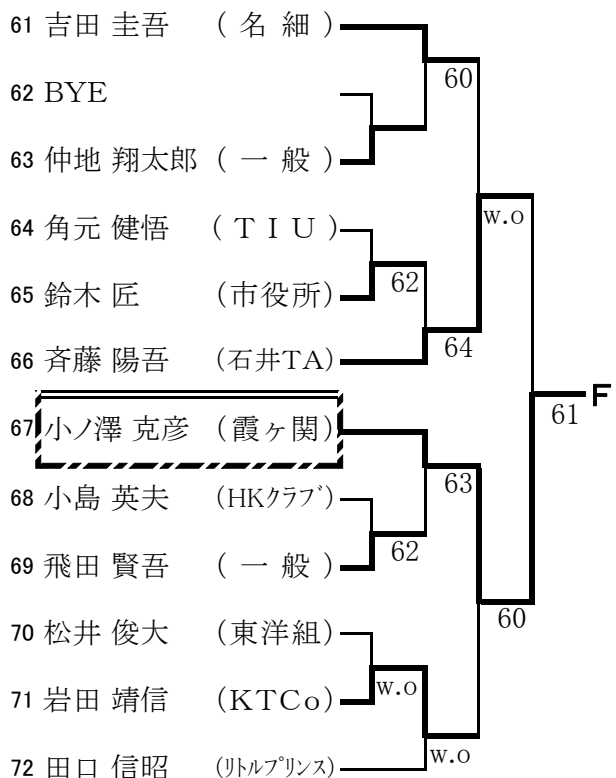 61 吉田 圭吾 (名 細)
60
62 BYE
63 仲地 翔太郎 (一 般)
w.o
64 角元 健悟 (ＴＩＵ)
62
65 鈴木 匠 (市役所)
64
66 斉藤 陽吾 (石井TA)
61 F
67 小ノ澤 克彦 (霞ヶ関)
63
68 小島 英夫 (HKｸﾗﾌﾞ)
62
69 飛田 賢吾 (一 般)
60
70 松井 俊大 (東洋組)
w.o
71 岩田 靖信 (KTCo)
w.o
72 田口 信昭 (ﾘﾄﾙﾌﾟﾘﾝｽ)